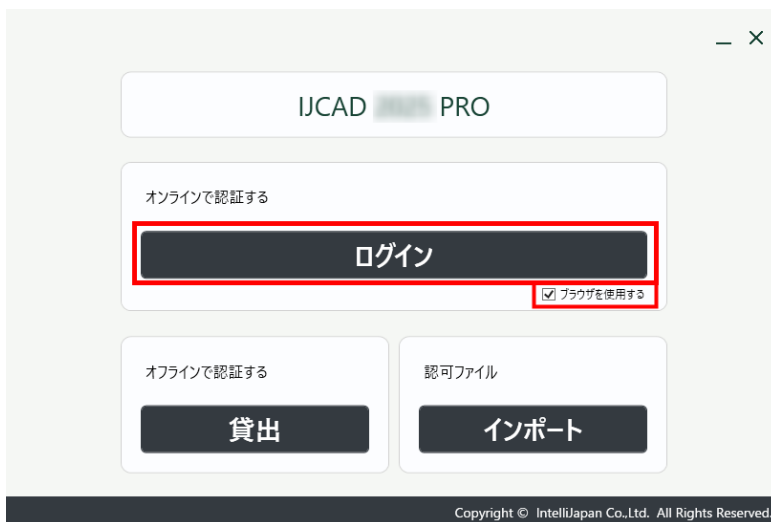 IJCAD PRO
オンラインで認証する
ログイン
ブラウザを使用する
オフラインで認証する
貸出
認可ファイル
インポート
Copyright © IntelliJapan Co.,Ltd. All Rights Reserved.